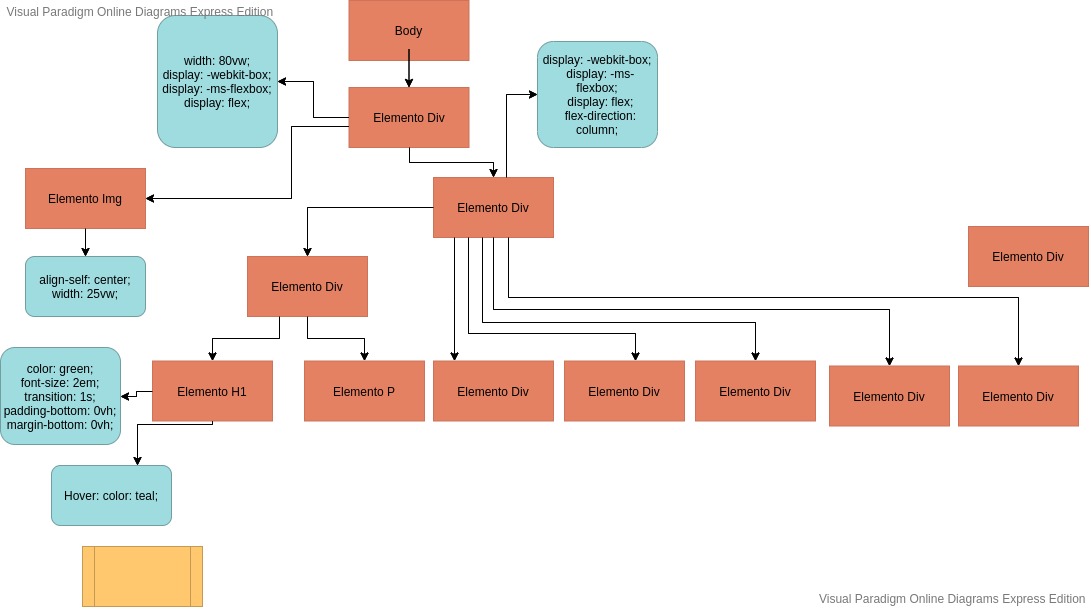 Visual Paradigm Online Diagrams Express Edition
Body
width: 80vw;
display: -webkit-box;
display: -ms-flexbox;
display: flex;
display: -webkit-box;
display: -ms-
flexbox;
display: flex;
flex-direction:
column;
Elemento Div
Elemento Img
Elemento Div
Elemento Div
align-self: center;
width: 25vw;
Elemento Div
color: green;
font-size: 2em;
transition: 1s;
padding-bottom: 0vh;
margin-bottom: 0vh;
Elemento H1
Elemento P
Elemento Div
Elemento Div
Elemento Div
Elemento Div
Elemento Div
Hover: color: teal;
Visual Paradigm Online Diagrams Express Edition